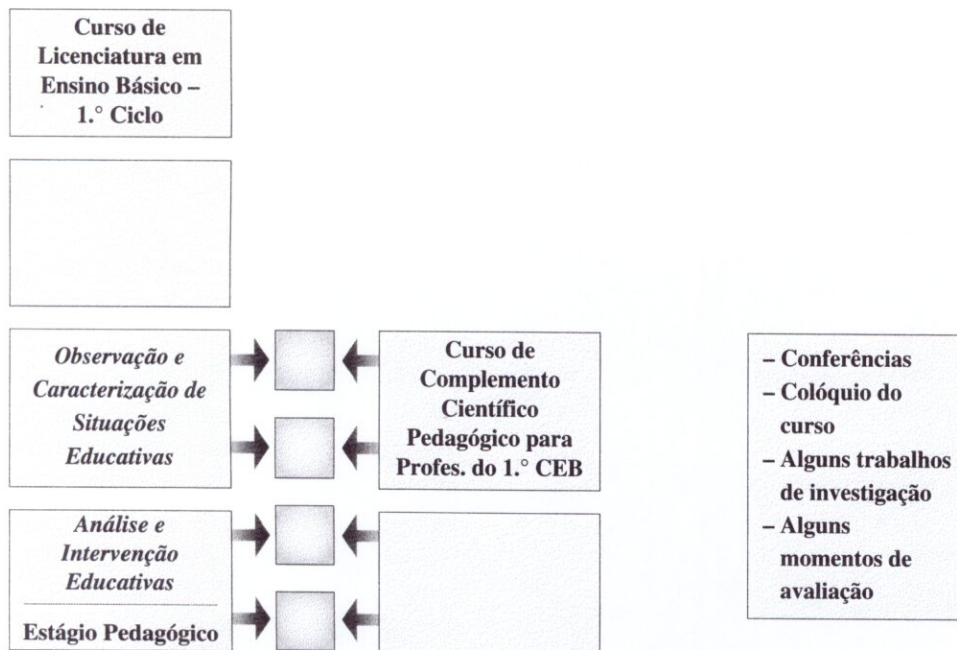 Curso de
Licenciatura em
Ensino Básico –
1.° Ciclo
Observação e
Caracterização de
Situações
Educativas
Curso de
Complemento
Científico
Pedagógico para
Profes. do 1.° CEB
– Conferências
– Colóquio do
curso
– Alguns trabalhos
de investigação
– Alguns
momentos de
avaliação
Análise e
Intervenção
Educativas
Estágio Pedagógico